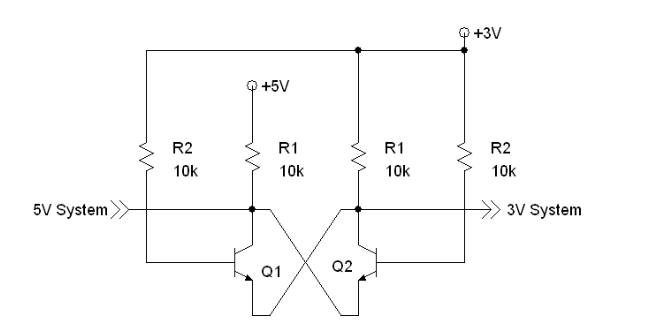 +3V
+5V
R2 R1 R1 R2
10k 10k 10k 10k
5V System 3V System
Q1 Q2